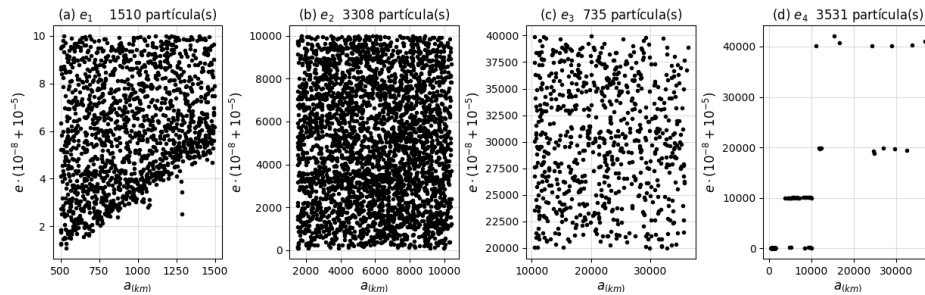 (a) e₁ 1510 partícula(s)
(b) e₂ 3308 partícula(s)
(c) e₃ 735 partícula(s)
(d) e₄ 3531 partícula(s)
e · (10⁻⁸ + 10⁻⁵)
10
8
6
4
2
500 750 1000 1250 1500
a(km)
e · (10⁻⁸ + 10⁻⁵)
10000
8000
6000
4000
2000
0
2000 4000 6000 8000 10000
a(km)
e · (10⁻⁸ + 10⁻⁵)
40000
37500
35000
32500
30000
27500
25000
22500
20000
10000 20000 30000
a(km)
e · (10⁻⁸ + 10⁻⁵)
40000
30000
20000
10000
0
0 10000 30000
a(km)